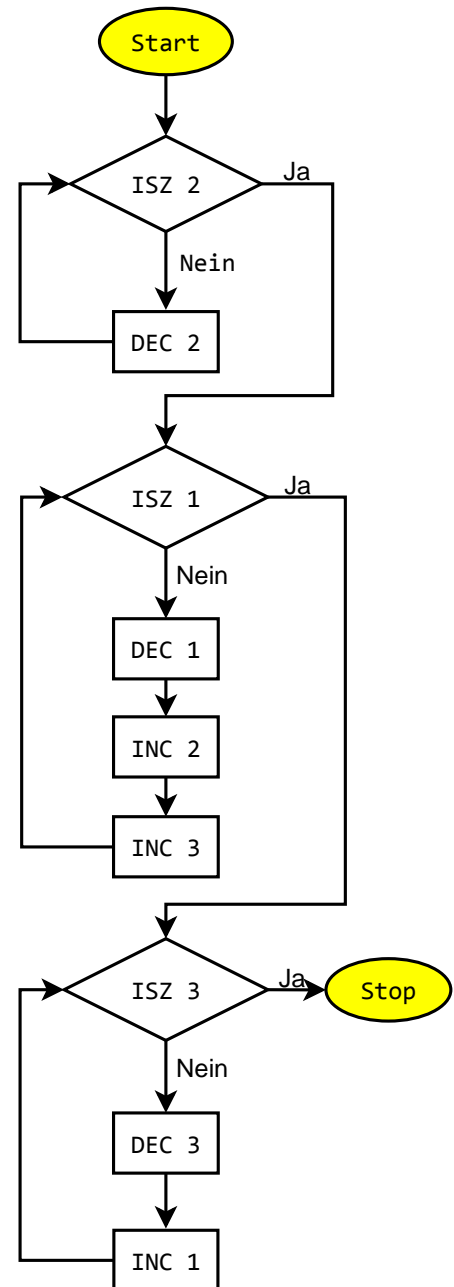 Start
ISZ 2
Ja
Nein
DEC 2
ISZ 1
Ja
Nein
DEC 1
INC 2
INC 3
ISZ 3
Ja
Stop
Nein
DEC 3
INC 1